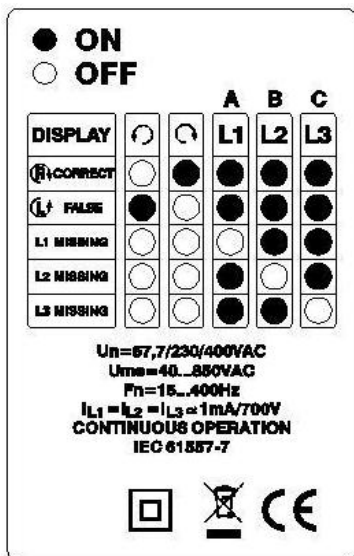 ON
OFF
A B C
DISPLAY L1 L2 L3
R CORRECT
L FALSE
L1 MISSING
L2 MISSING
L3 MISSING
Un=57,7/230/400VAC
Ume=40...850VAC
Fn=15...400Hz
IL1=IL2=IL3≈1mA/700V
CONTINUOUS OPERATION
IEC 61557-7
CE